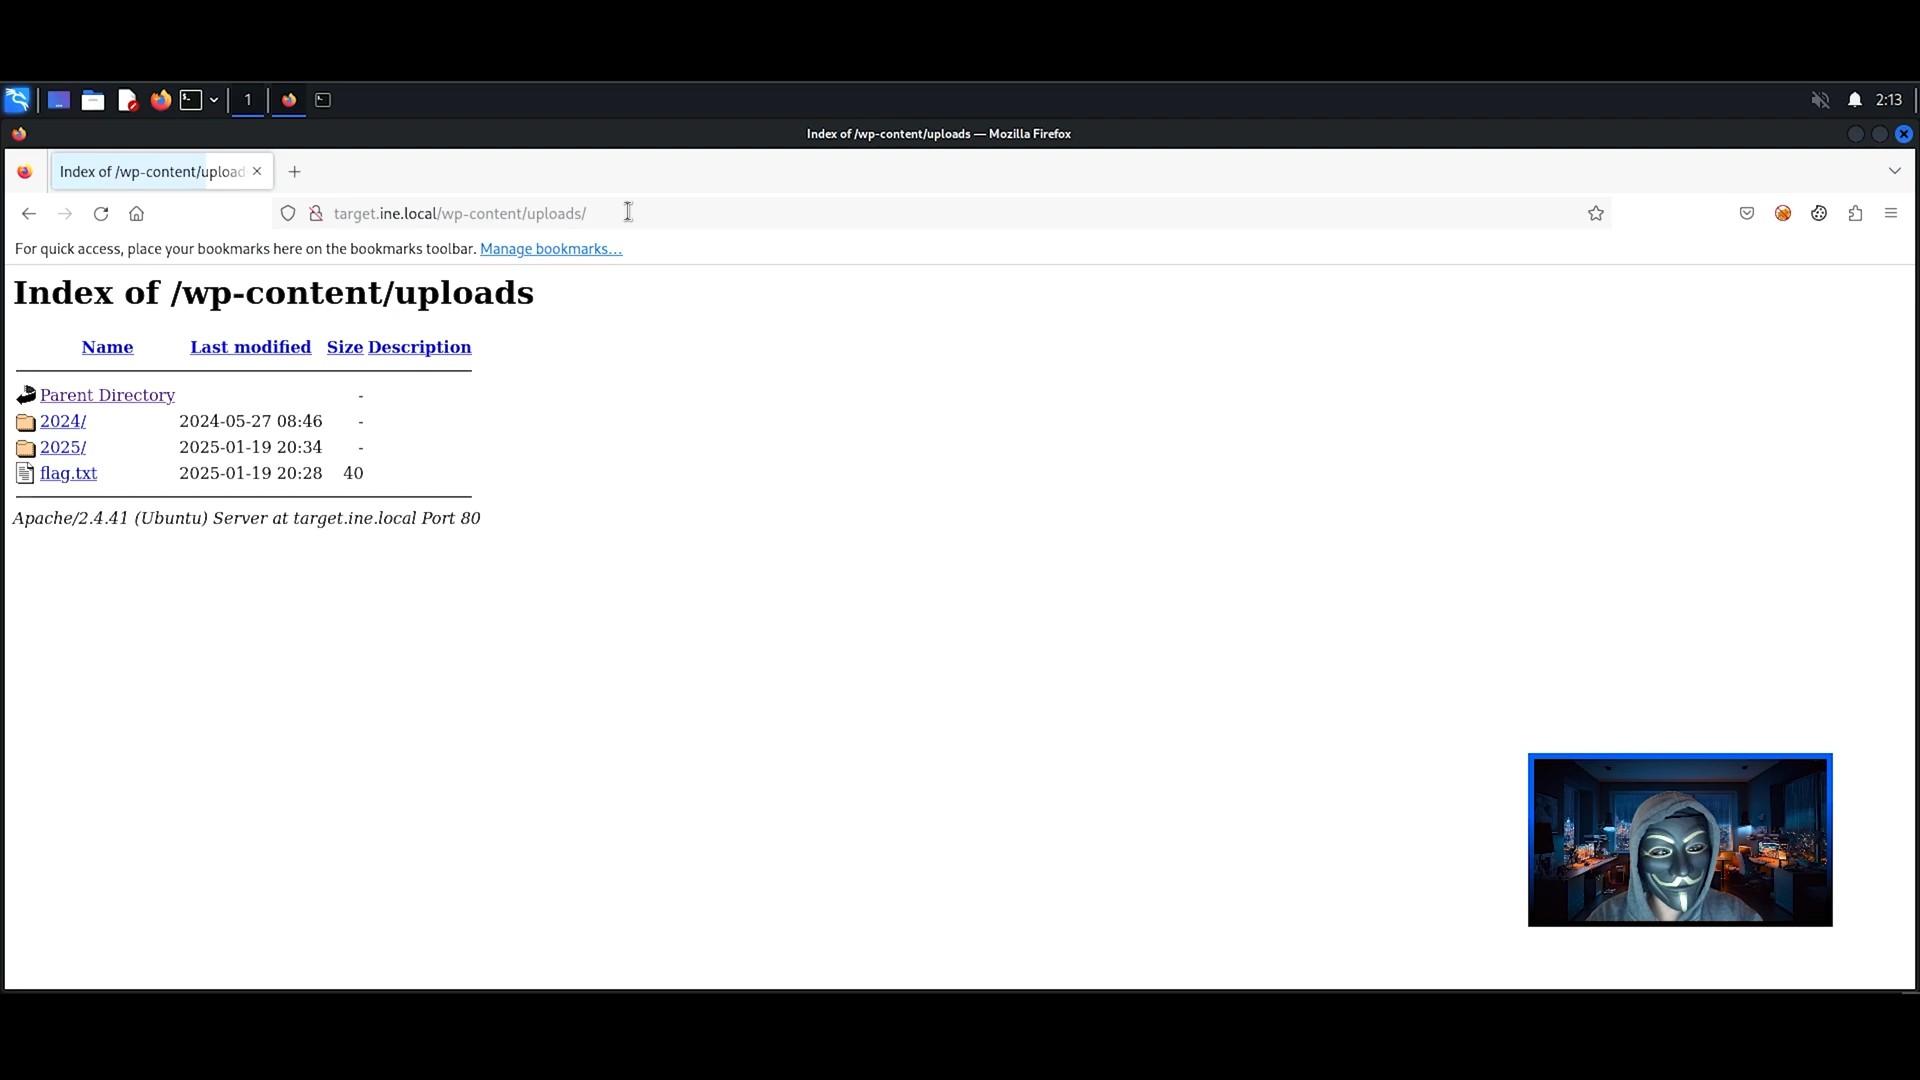 1
2:13
Index of /wp-content/uploads — Mozilla Firefox
Index of /wp-content/upload
target.ine.local/wp-content/uploads/
For quick access, place your bookmarks here on the bookmarks toolbar. Manage bookmarks...
Index of /wp-content/uploads
Name Last modified Size Description
Parent Directory -
2024/ 2024-05-27 08:46 -
2025/ 2025-01-19 20:34 -
flag.txt 2025-01-19 20:28 40
Apache/2.4.41 (Ubuntu) Server at target.ine.local Port 80